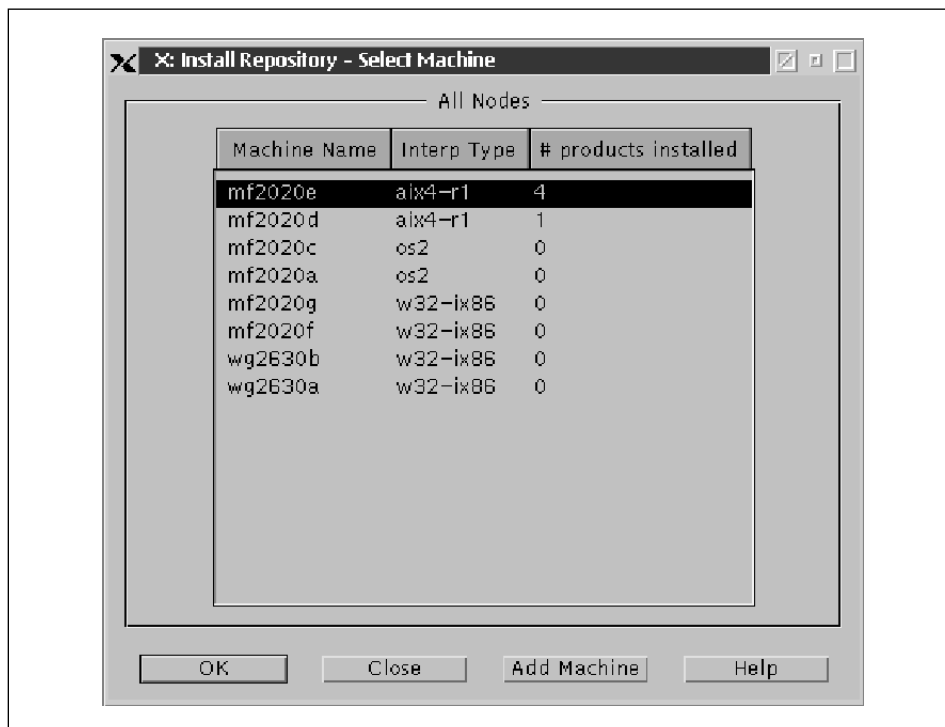 X: Install Repository - Select Machine
All Nodes
Machine Name Interp Type # products installed
mf2020e aix4-r1 4
mf2020d aix4-r1 1
mf2020c os2 0
mf2020a os2 0
mf2020g w32-ix86 0
mf2020f w32-ix86 0
wg2630b w32-ix86 0
wg2630a w32-ix86 0
OK Close Add Machine Help